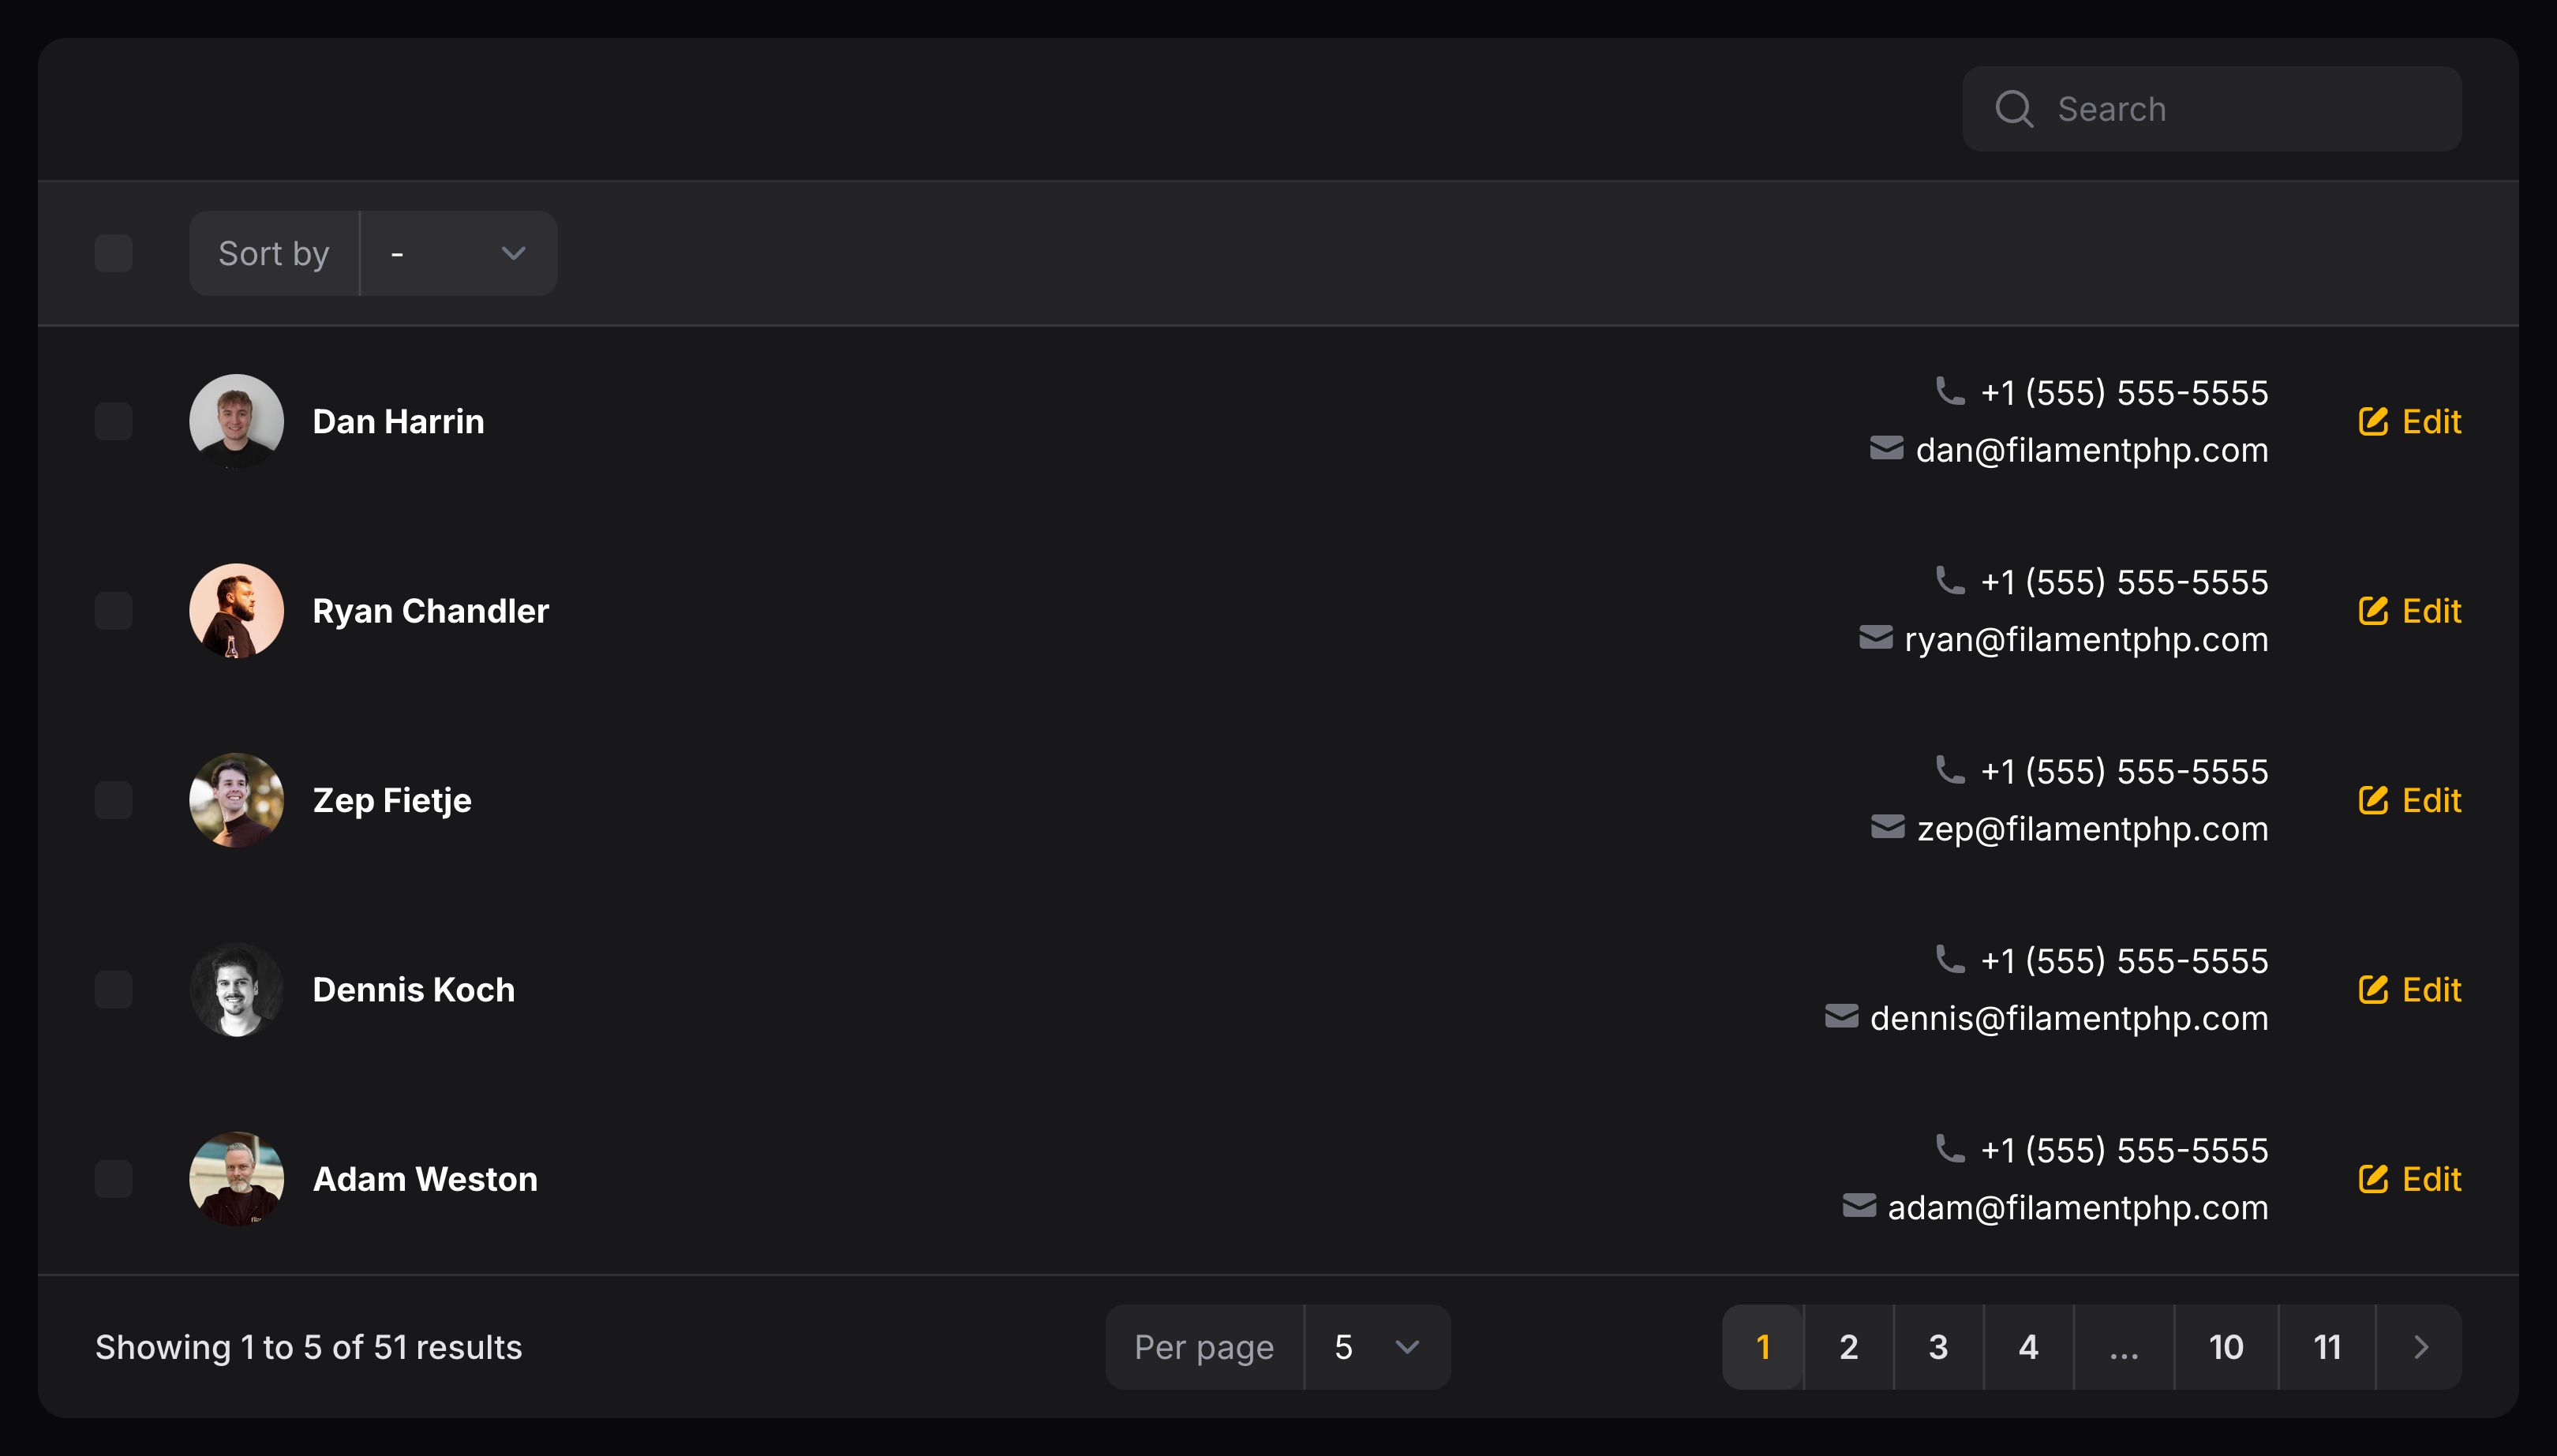 Search
Sort by -
Dan Harrin
+1 (555) 555-5555
dan@filamentphp.com
Edit
Ryan Chandler
+1 (555) 555-5555
ryan@filamentphp.com
Edit
Zep Fietje
+1 (555) 555-5555
zep@filamentphp.com
Edit
Dennis Koch
+1 (555) 555-5555
dennis@filamentphp.com
Edit
Adam Weston
+1 (555) 555-5555
adam@filamentphp.com
Edit
Showing 1 to 5 of 51 results
Per page 5
1 2 3 4 ... 10 11